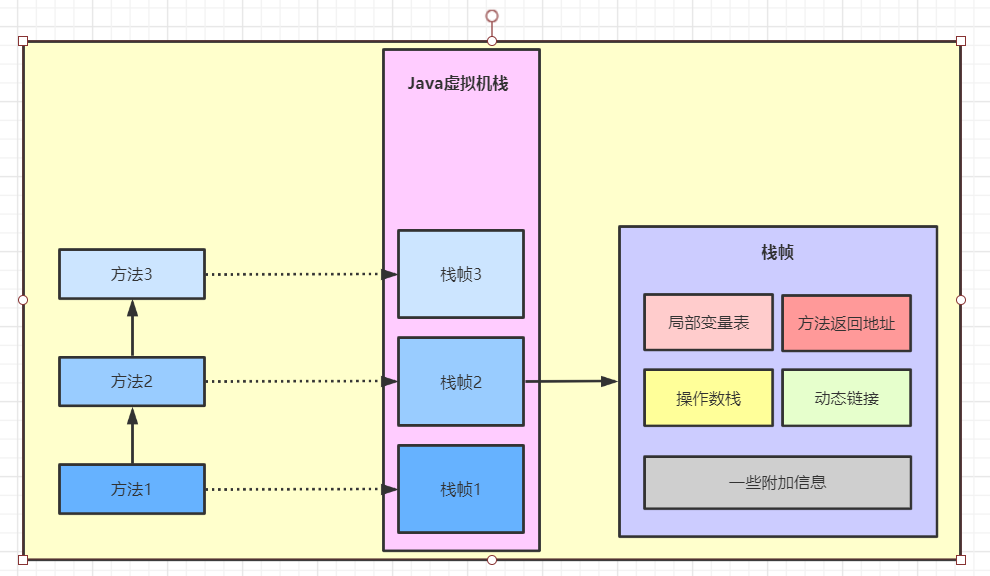 Java虚拟机栈
方法3
栈帧3
方法2
栈帧2
方法1
栈帧1
栈帧
局部变量表
方法返回地址
操作数栈
动态链接
一些附加信息